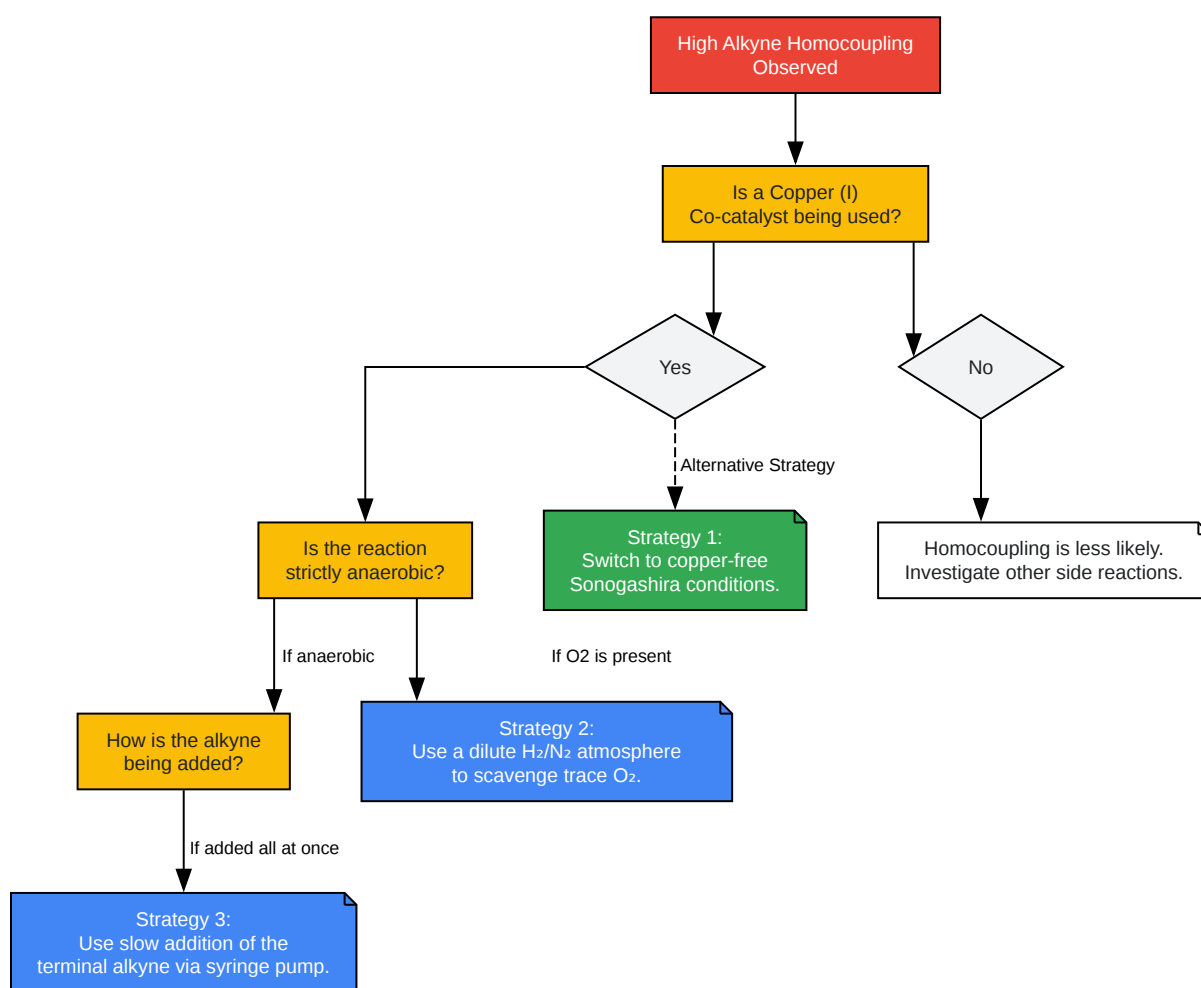 High Alkyne Homocoupling
Observed
Is a Copper (I)
Co-catalyst being used?
Yes
No
Alternative Strategy
Strategy 1:
Switch to copper-free
Sonogashira conditions.
Homocoupling is less likely.
Investigate other side reactions.
Is the reaction
strictly anaerobic?
If anaerobic
If O2 is present
How is the alkyne
being added?
Strategy 2:
Use a dilute H₂/N₂ atmosphere
to scavenge trace O₂.
If added all at once
Strategy 3:
Use slow addition of the
terminal alkyne via syringe pump.